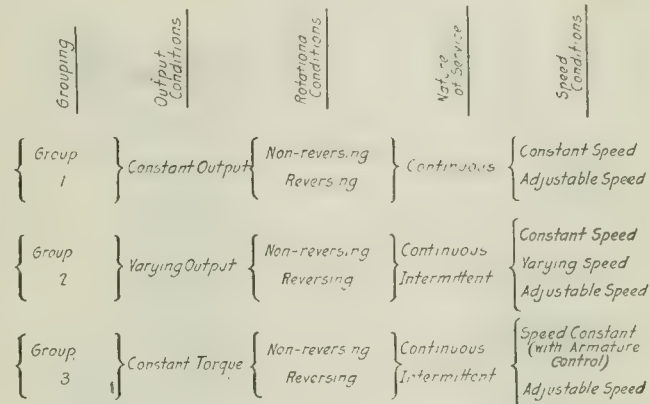 Grouping
Output
Conditions
Rotationa
Conditions
Nature
of Service
Speed
Conditions
Group
1
Constant Output
Non-reversing
Reversing
Continuous
Constant Speed
Adjustable Speed
Group
2
Varying Output
Non-reversing
Reversing
Continuous
Intermittent
Constant Speed
Varying Speed
Adjustable Speed
Group
3
Constant Torque
Non-reversing
Reversing
Continuous
Intermittent
Speed Constant
(with Armature
Control)
Adjustable Speed